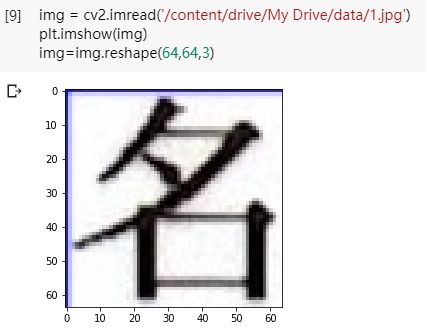 [9] img = cv2.imread('/content/drive/My Drive/data/1.jpg')
plt.imshow(img)
img=img.reshape(64,64,3)
0
10
20
30
40
50
60
名
0 10 20 30 40 50 60